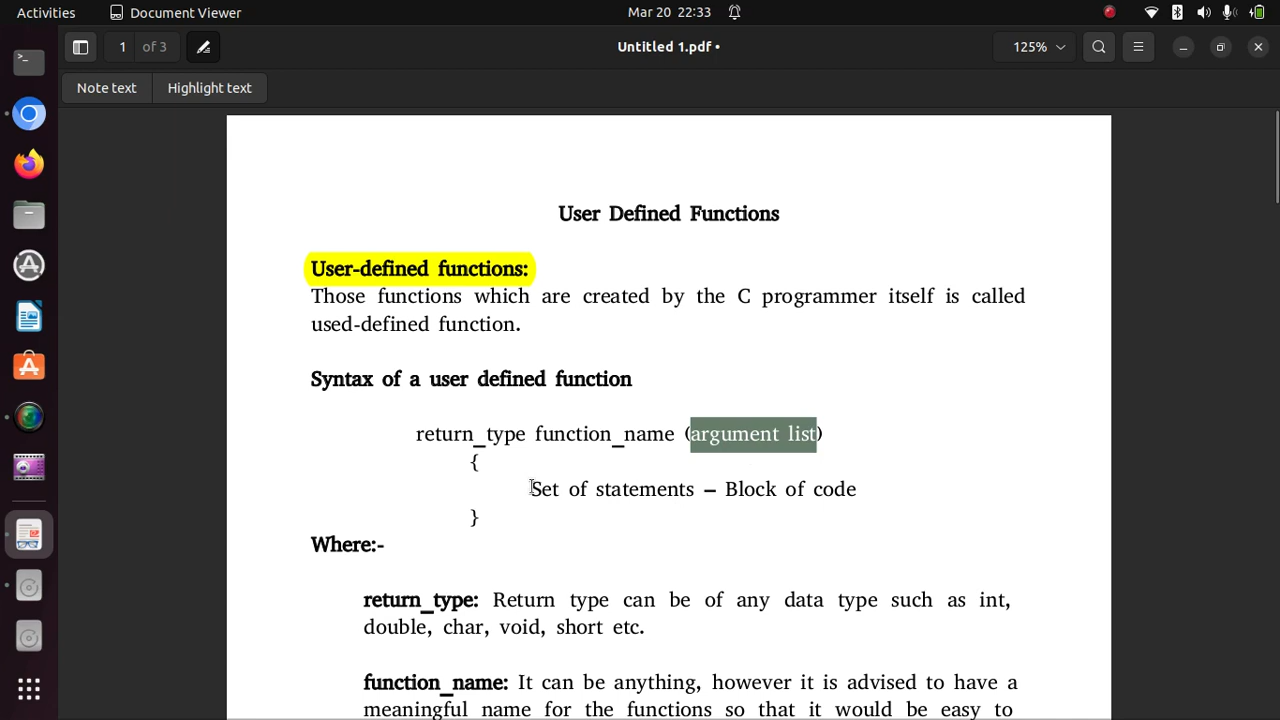 Activities Document Viewer Mar 20 22:33
1 of 3 Untitled 1.pdf • 125%
Note text Highlight text
User Defined Functions
User-defined functions:
Those functions which are created by the C programmer itself is called
used-defined function.
Syntax of a user defined function
return_type function_name (argument list)
{
Set of statements – Block of code
}
Where:-
return_type: Return type can be of any data type such as int,
double, char, void, short etc.
function_name: It can be anything, however it is advised to have a
meaningful name for the functions so that it would be easy to